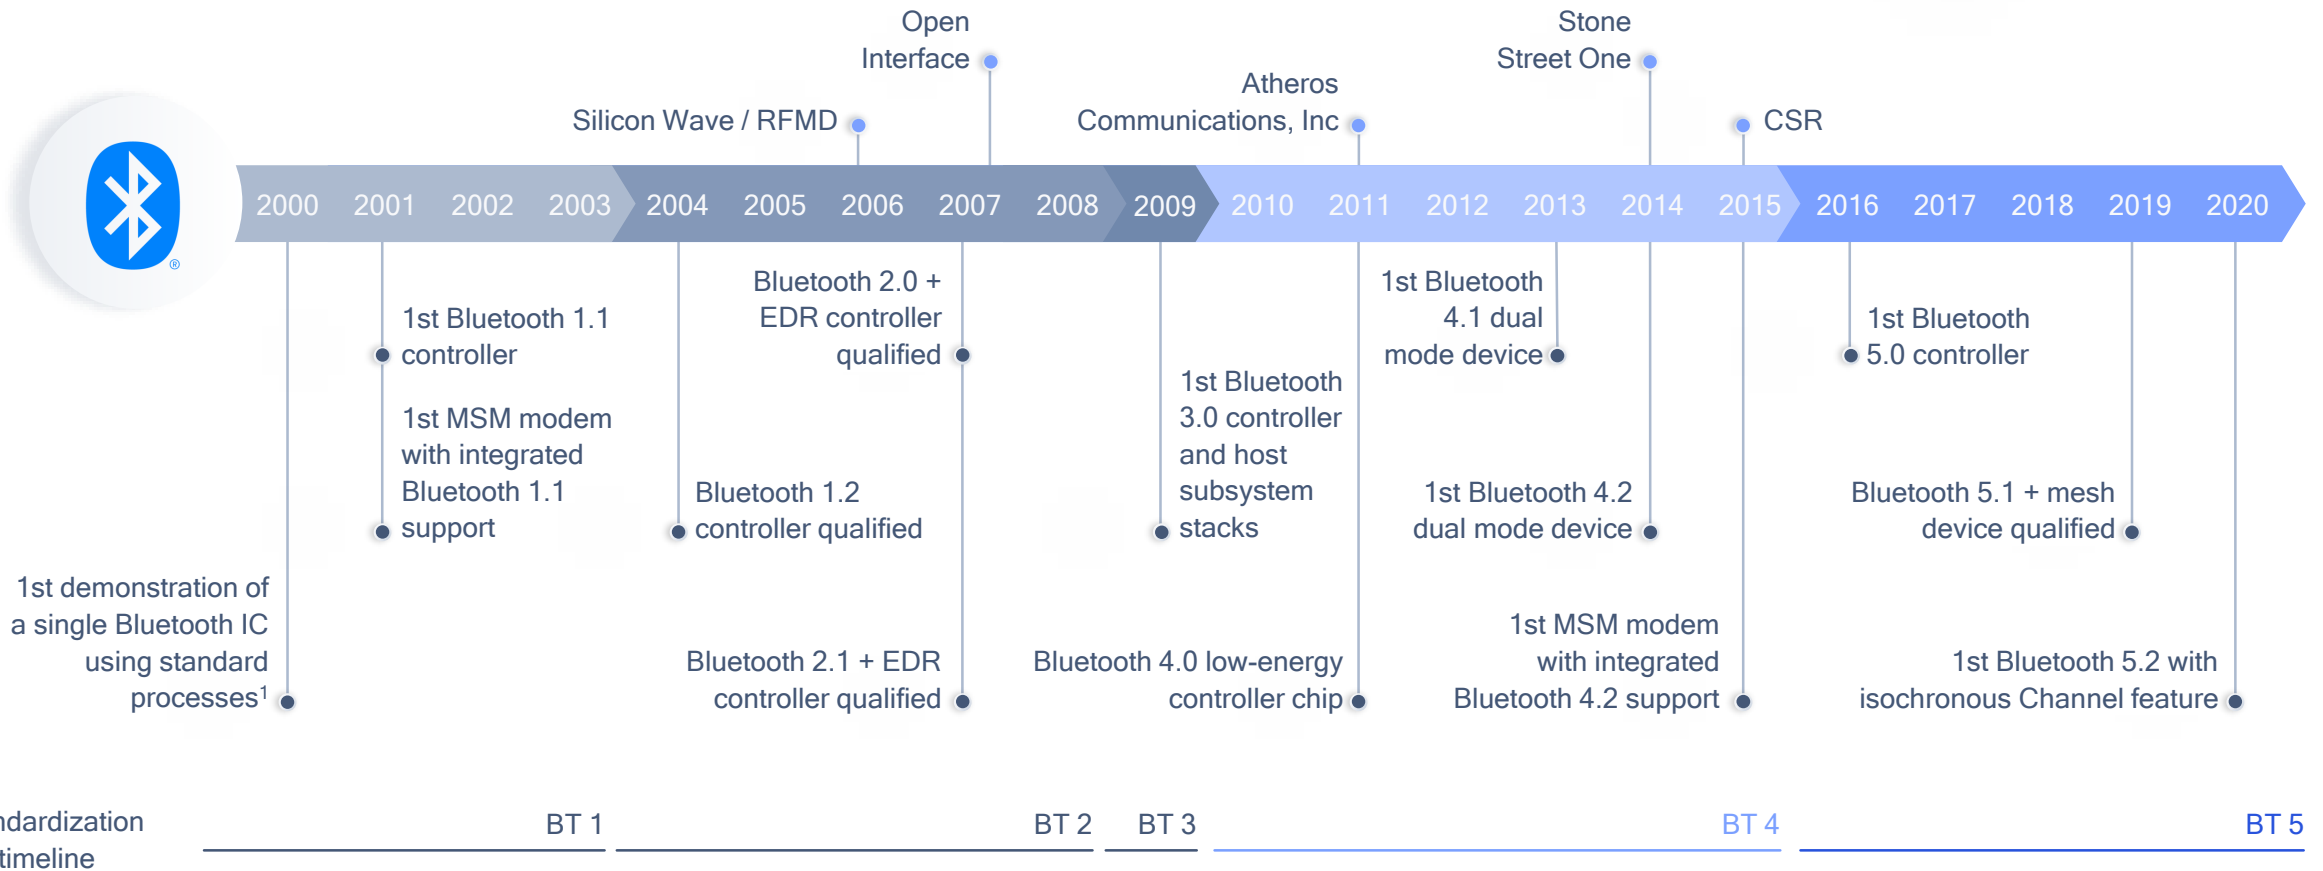 Open
Interface
Stone
Street One
Atheros
Communications, Inc
Silicon Wave / RFMD
CSR
2000 2001 2002 2003 2004 2005 2006 2007 2008 2009 2010 2011 2012 2013 2014 2015 2016 2017 2018 2019 2020
®
1st Bluetooth 1.1
controller
1st MSM modem
with integrated
Bluetooth 1.1
support
1st demonstration of
a single Bluetooth IC
using standard
processes¹
Bluetooth 1.2
controller qualified
Bluetooth 2.0 +
EDR controller
qualified
Bluetooth 2.1 + EDR
controller qualified
1st Bluetooth
3.0 controller
and host
subsystem
stacks
Bluetooth 4.0 low-energy
controller chip
1st Bluetooth
4.1 dual
mode device
1st Bluetooth 4.2
dual mode device
1st MSM modem
with integrated
Bluetooth 4.2 support
1st Bluetooth
5.0 controller
Bluetooth 5.1 + mesh
device qualified
1st Bluetooth 5.2 with
isochronous Channel feature
ndardization
timeline
BT 1
BT 2
BT 3
BT 4
BT 5